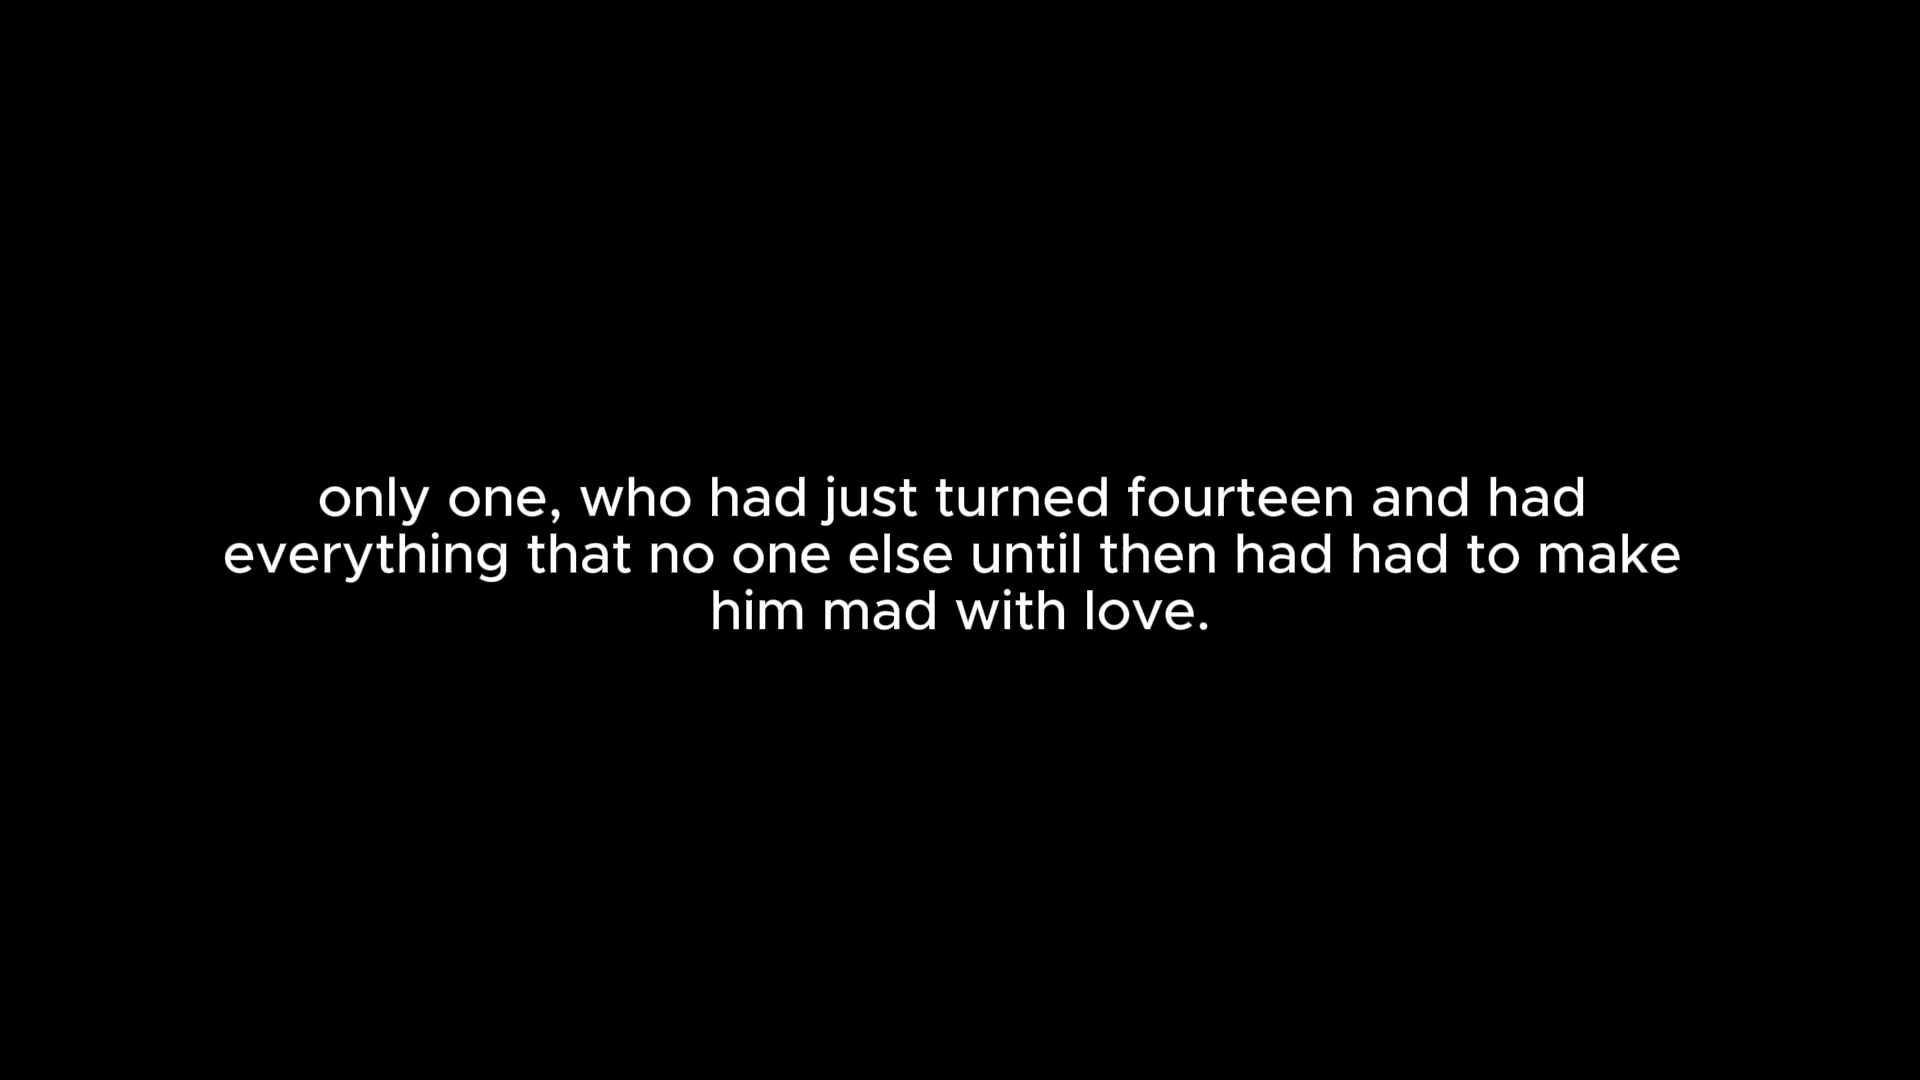 only one, who had just turned fourteen and had
everything that no one else until then had had to make
him mad with love.